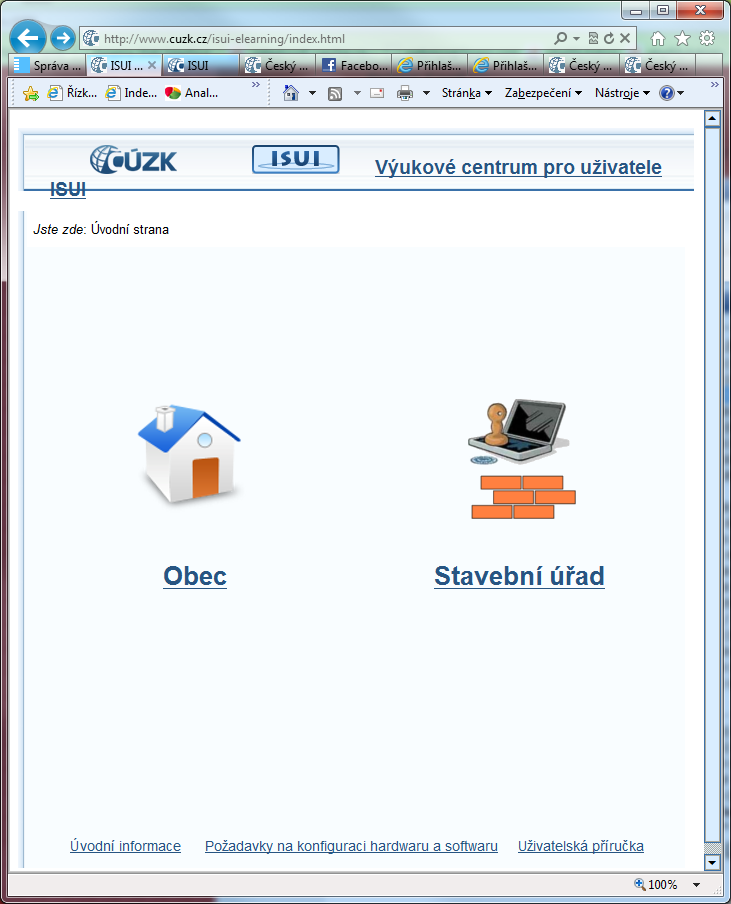 http://www.cuzk.cz/isui-elearning/index.html
Správa ... ISUI ... ISUI Český ... Faceboo... Přihlaš... Přihlaš... Český ... Český ...
Řízk... Inde... Anal... Stránka Zabezpečení Nástroje
ČÚZK ISUI Výukové centrum pro uživatele
ISUI
Jste zde: Úvodní strana
Obec Stavební úřad
Úvodní informace Požadavky na konfiguraci hardwaru a softwaru Uživatelská příručka
100%